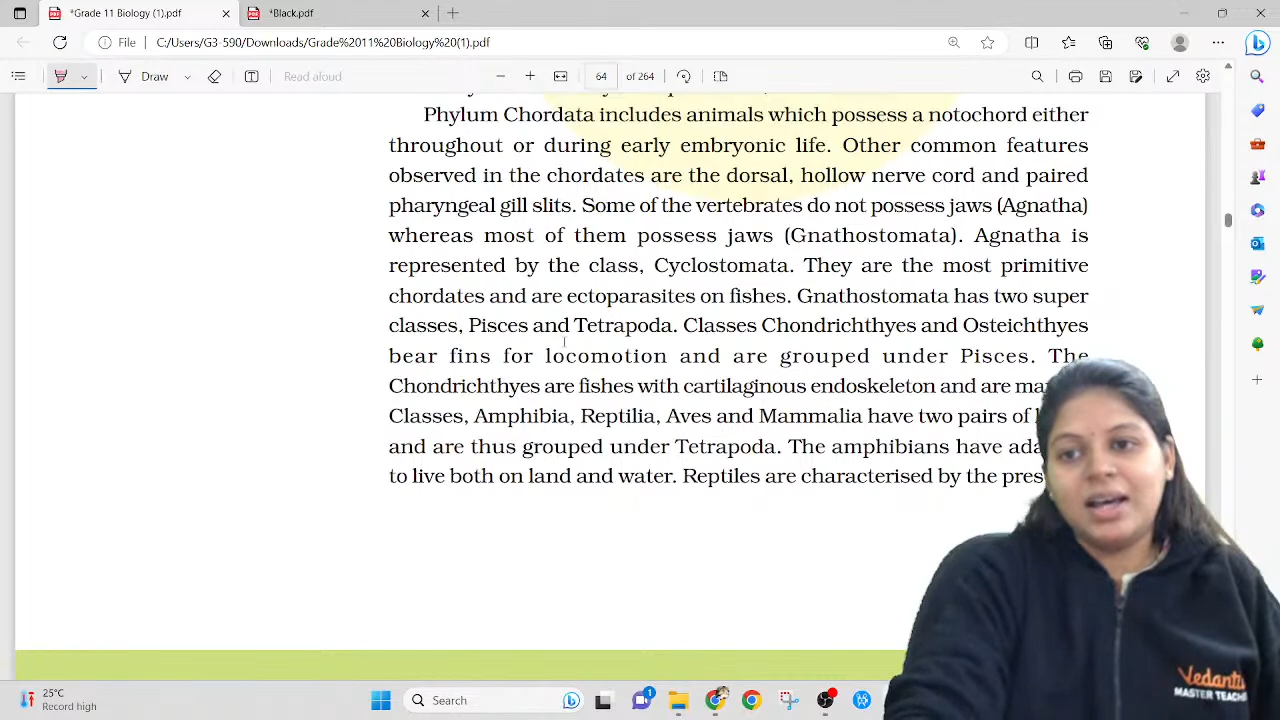 *Grade 11 Biology (1).pdf
*Black.pdf
File
C:/Users/G3-590/Downloads/Grade%2011%20Biology%20(1).pdf
Draw
Read aloud
64 of 264
Phylum Chordata includes animals which possess a notochord either
throughout or during early embryonic life. Other common features
observed in the chordates are the dorsal, hollow nerve cord and paired
pharyngeal gill slits. Some of the vertebrates do not possess jaws (Agnatha)
whereas most of them possess jaws (Gnathostomata). Agnatha is
represented by the class, Cyclostomata. They are the most primitive
chordates and are ectoparasites on fishes. Gnathostomata has two super
classes, Pisces and Tetrapoda. Classes Chondrichthyes and Osteichthyes
bear fins for locomotion and are grouped under Pisces. The
Chondrichthyes are fishes with cartilaginous endoskeleton and are
Classes, Amphibia, Reptilia, Aves and Mammalia have two pairs of
and are thus grouped under Tetrapoda. The amphibians have
to live both on land and water. Reptiles are characterised by the
Vedantu
MASTER TEACHER
25°C
Record high
Search
1